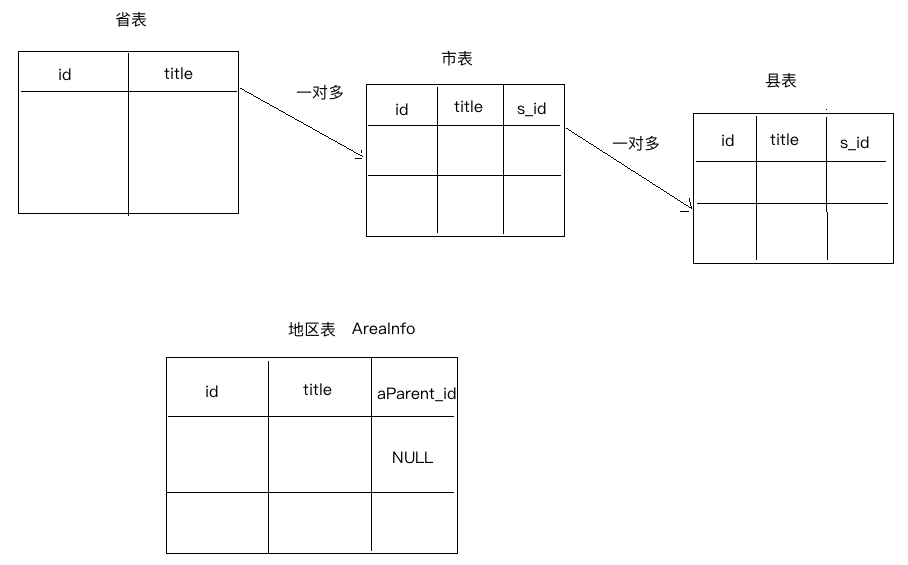 省表
id title
一对多
市表
id title s_id
一对多
县表
id title s_id
地区表 AreaInfo
id title aParent_id
NULL